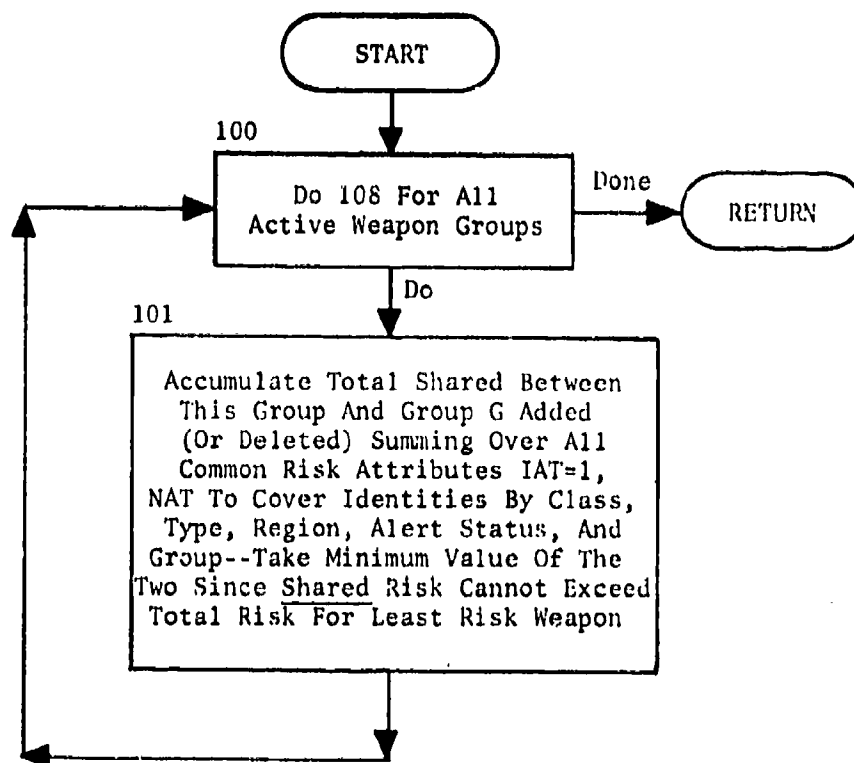 START
100
Do 108 For All
Active Weapon Groups
Done
RETURN
Do
101
Accumulate Total Shared Between
This Group And Group G Added
(Or Deleted) Summing Over All
Common Risk Attributes IAT=1,
NAT To Cover Identities By Class,
Type, Region, Alert Status, And
Group--Take Minimum Value Of The
Two Since Shared Risk Cannot Exceed
Total Risk For Least Risk Weapon